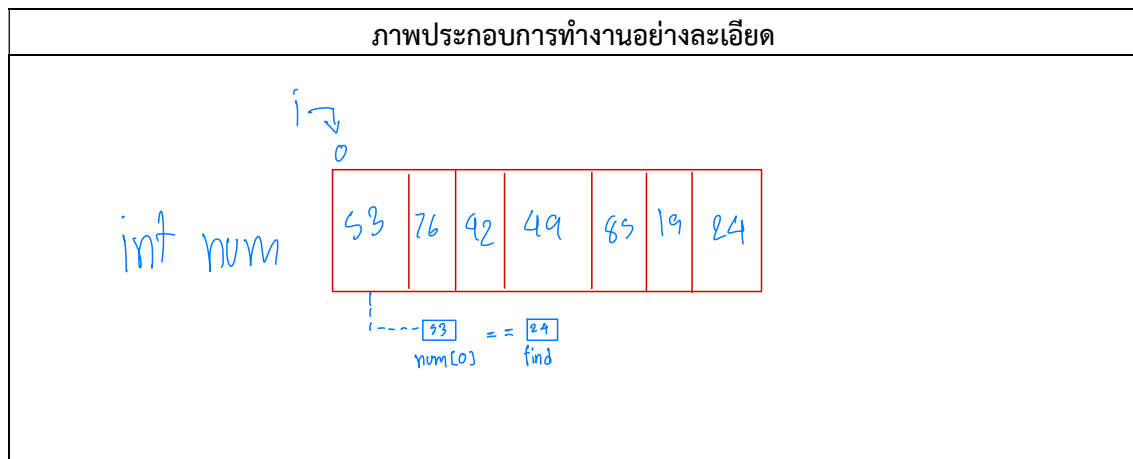 ภาพประกอบการทำงานอย่างละเอียด
i
0
int num 53 76 92 49 85 19 24
53 == 24
num[0] find